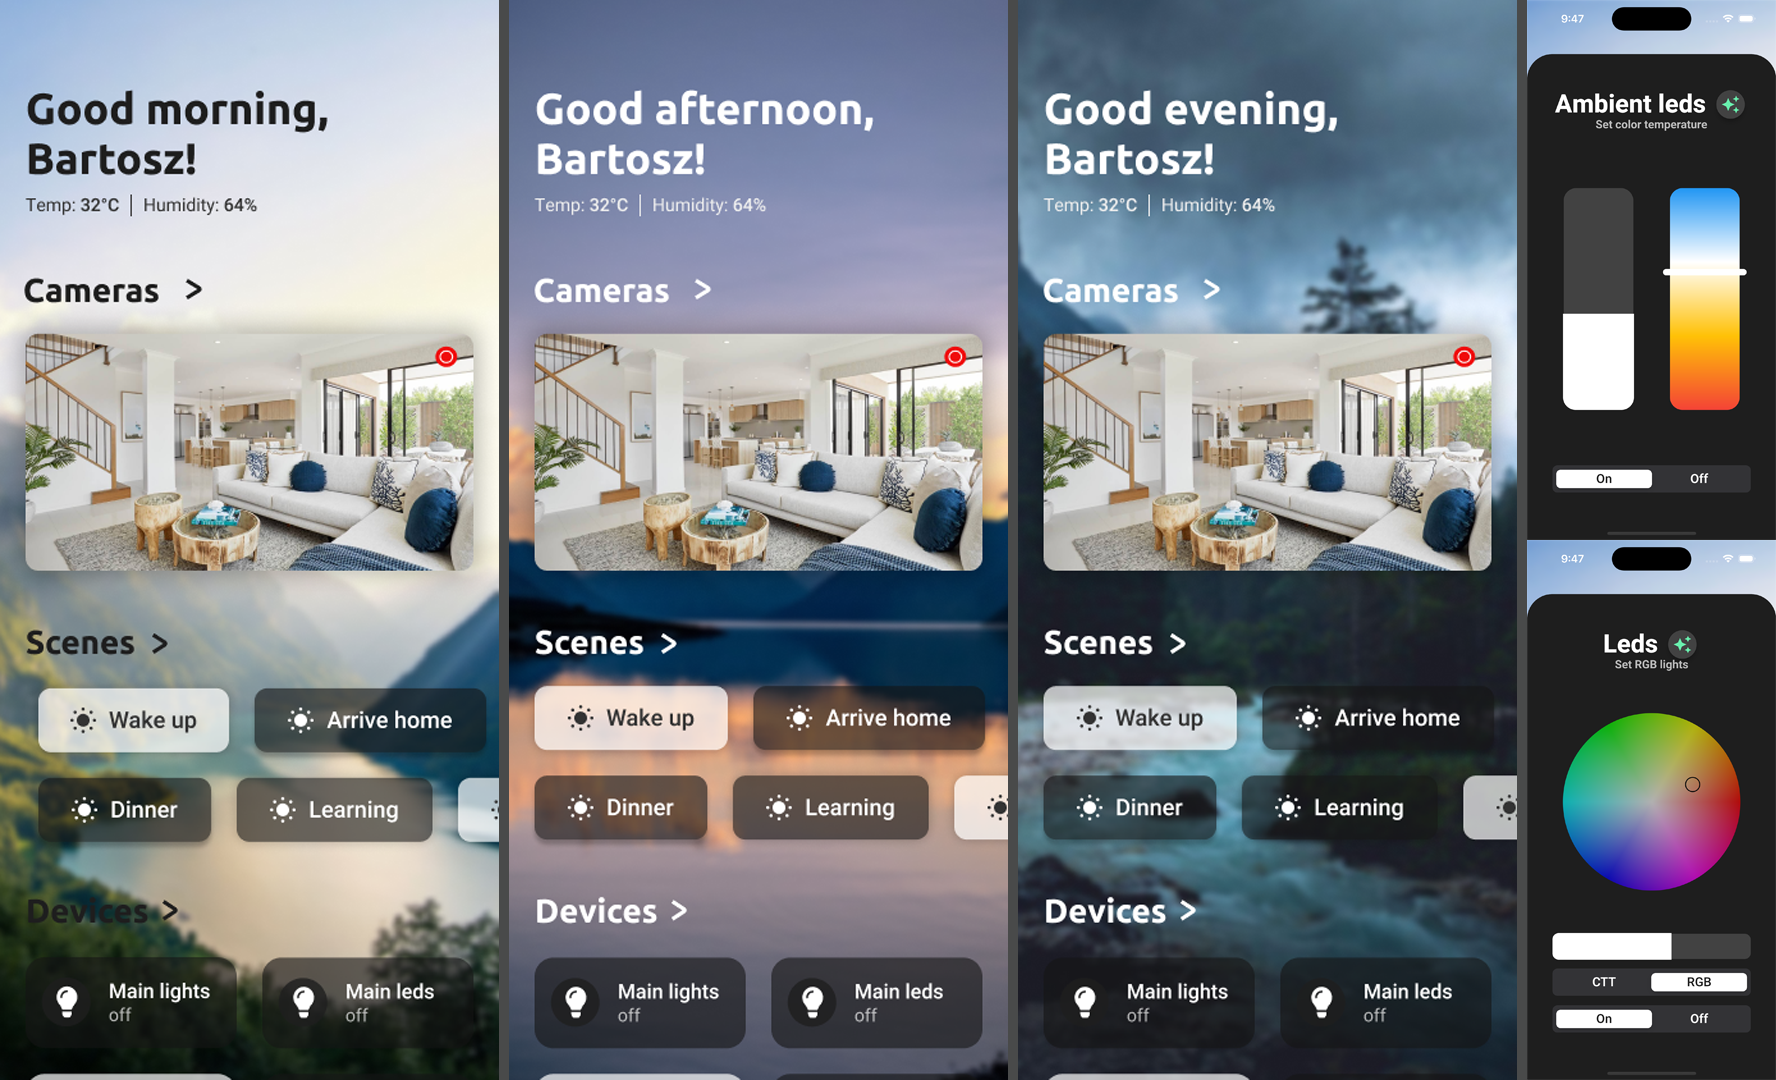 Good morning,
Bartosz!
Temp: 32°C | Humidity: 64%
Cameras >
Scenes >
Wake up
Arrive home
Dinner
Learning
Devices >
Main lights
off
Main leds
off
Good afternoon,
Bartosz!
Temp: 32°C | Humidity: 64%
Cameras >
Scenes >
Wake up
Arrive home
Dinner
Learning
Devices >
Main lights
off
Main leds
off
Good evening,
Bartosz!
Temp: 32°C | Humidity: 64%
Cameras >
Scenes >
Wake up
Arrive home
Dinner
Learning
Devices >
Main lights
off
Main leds
off
9:47
Ambient leds
Set color temperature
On Off
9:47
Leds
Set RGB lights
CTT RGB
On Off